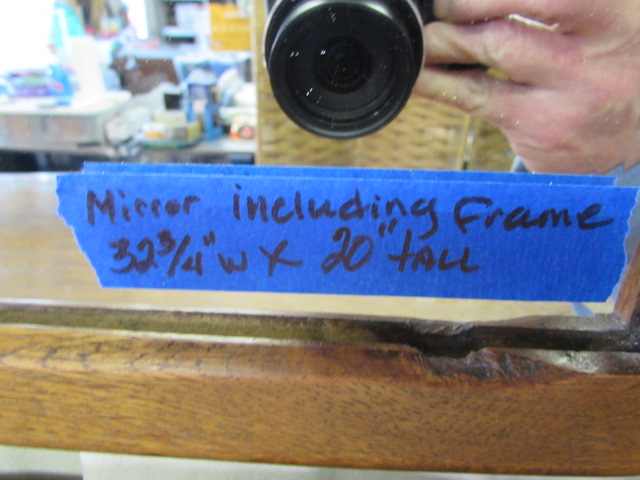 Mirror including Frame
32 3/4" W X 20" TALL